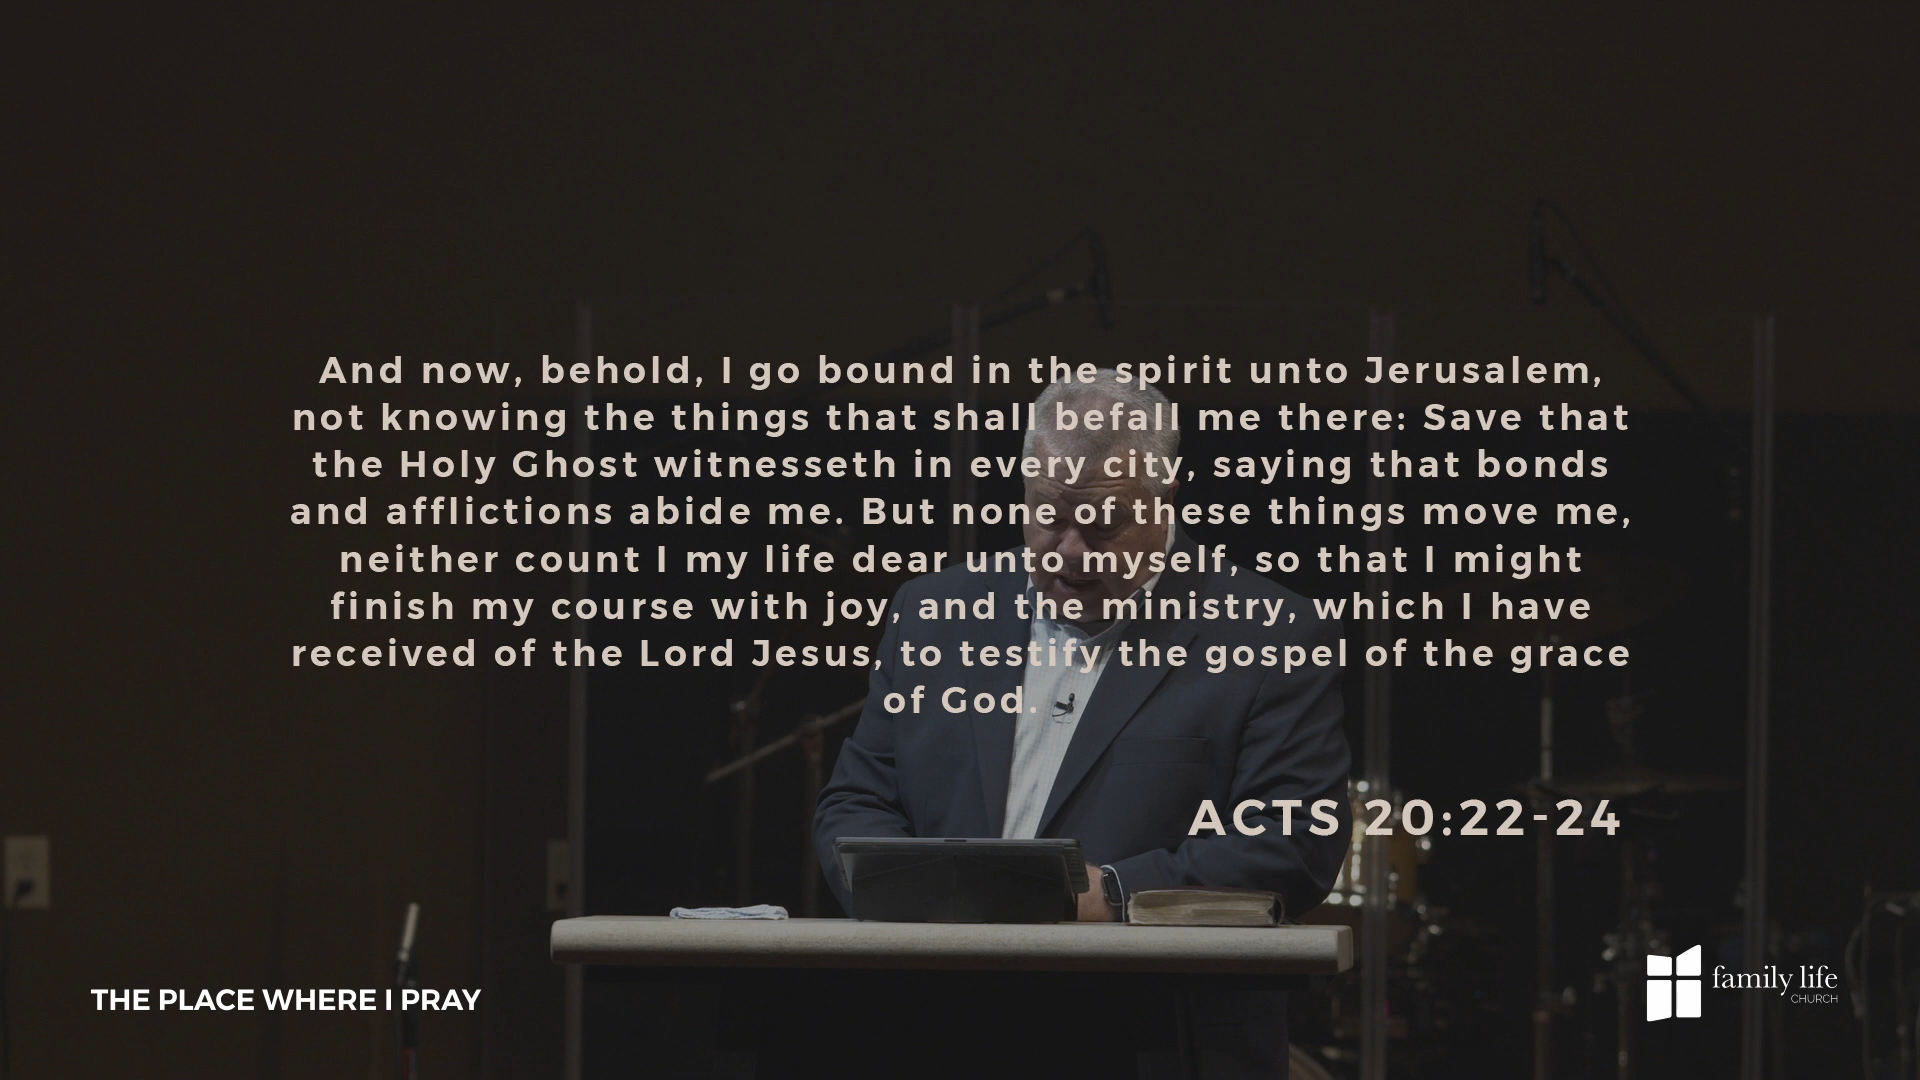 And now, behold, I go bound in the spirit unto Jerusalem,
not knowing the things that shall befall me there: Save that
the Holy Ghost witnesseth in every city, saying that bonds
and afflictions abide me. But none of these things move me,
neither count I my life dear unto myself, so that I might
finish my course with joy, and the ministry, which I have
received of the Lord Jesus, to testify the gospel of the grace
of God.
ACTS 20:22-24
THE PLACE WHERE I PRAY
family life
CHURCH